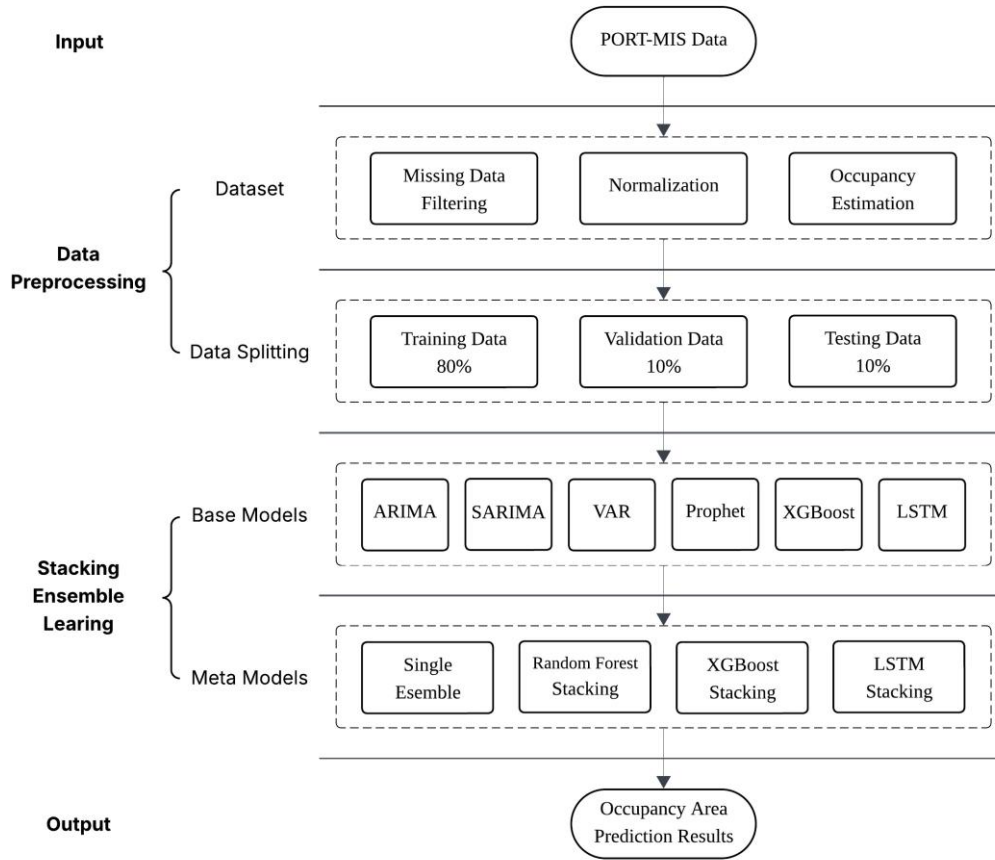 Input
PORT-MIS Data
Data
Preprocessing
Dataset
Missing Data
Filtering
Normalization
Occupancy
Estimation
Data Splitting
Training Data
80%
Validation Data
10%
Testing Data
10%
Stacking
Ensemble
Learing
Base Models
ARIMA
SARIMA
VAR
Prophet
XGBoost
LSTM
Meta Models
Single
Esemble
Random Forest
Stacking
XGBoost
Stacking
LSTM
Stacking
Output
Occupancy Area
Prediction Results